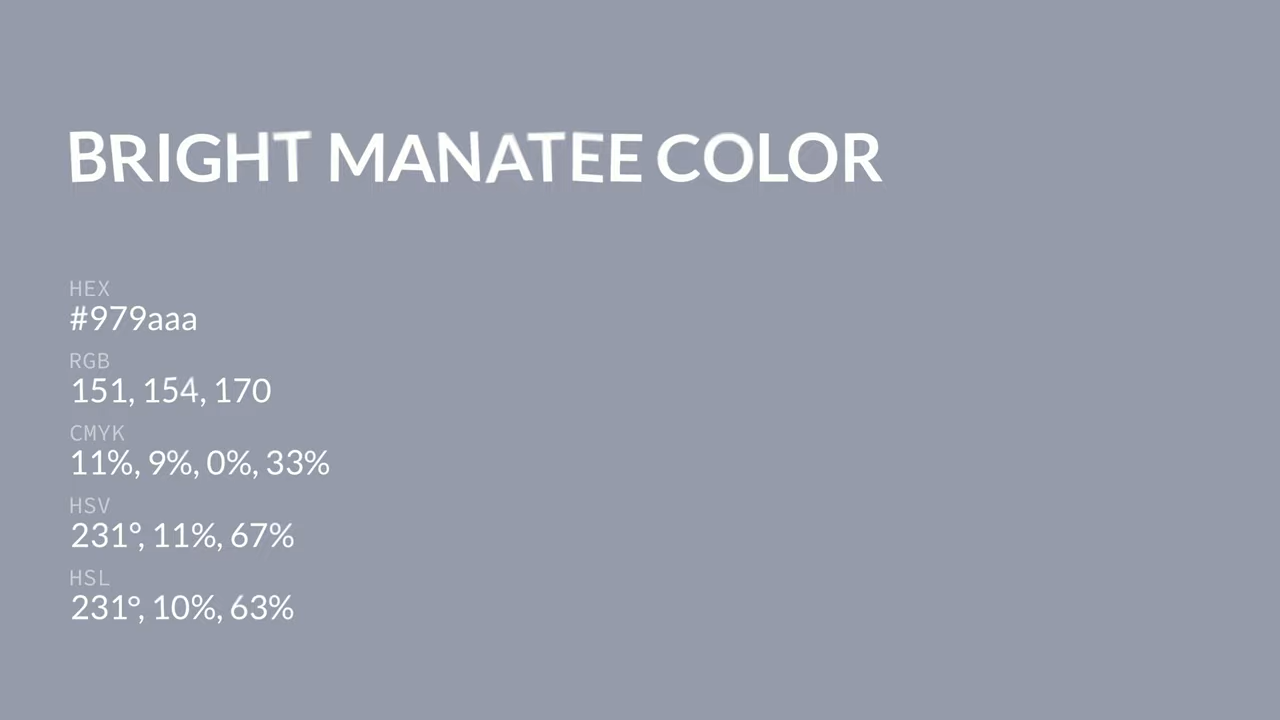 BRIGHT MANATEE COLOR
HEX
#979aaa
RGB
151, 154, 170
CMYK
11%, 9%, 0%, 33%
HSV
231°, 11%, 67%
HSL
231°, 10%, 63%